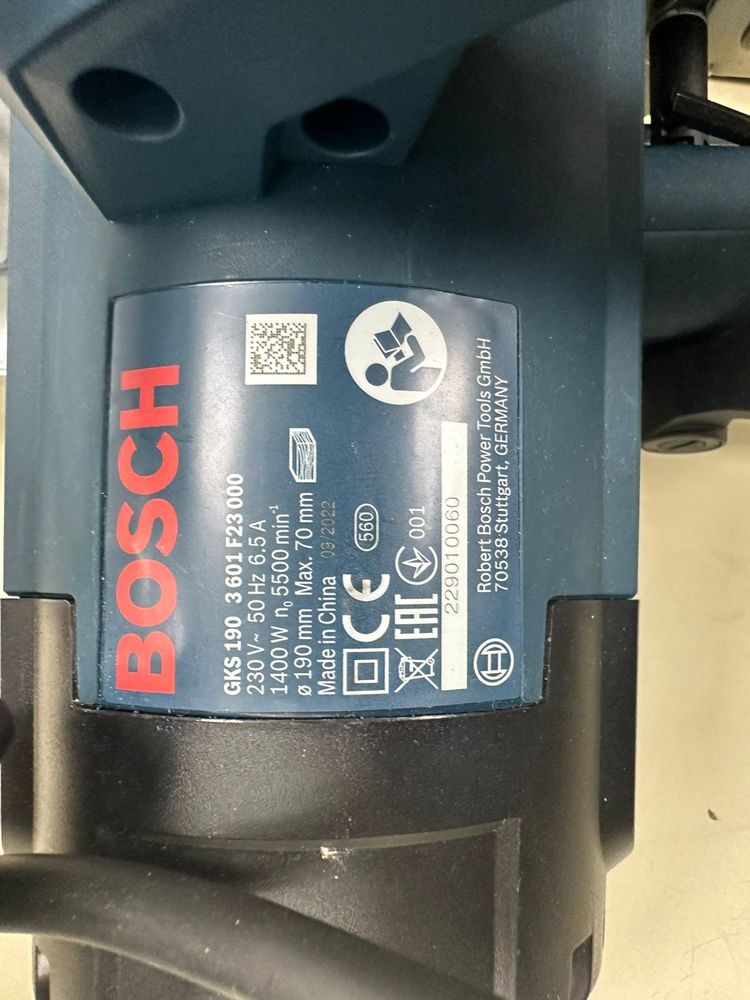 BOSCH
GKS 190 3 601 F23 000
230 V~ 50 Hz 6.5 A
1400 W n₀ 5500 min⁻¹
ø 190 mm Max. 70 mm
Made in China 09/2022
CE 560
EAC 001
229010060
Robert Bosch Power Tools GmbH
70538 Stuttgart, GERMANY